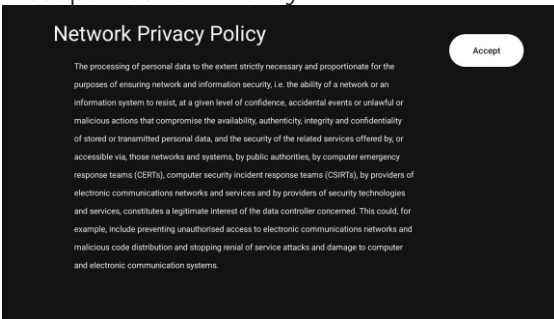 Network Privacy Policy
Accept
The processing of personal data to the extent strictly necessary and proportionate for the
purposes of ensuring network and information security, i.e. the ability of a network or an
information system to resist, at a given level of confidence, accidental events or unlawful or
malicious actions that compromise the availability, authenticity, integrity and confidentiality
of stored or transmitted personal data, and the security of the related services offered by, or
accessible via, those networks and systems, by public authorities, by computer emergency
response teams (CERTs), computer security incident response teams (CSIRTs), by providers of
electronic communications networks and services and by providers of security technologies
and services, constitutes a legitimate interest of the data controller concerned. This could, for
example, include preventing unauthorised access to electronic communications networks and
malicious code distribution and stopping renial of service attacks and damage to computer
and electronic communication systems.